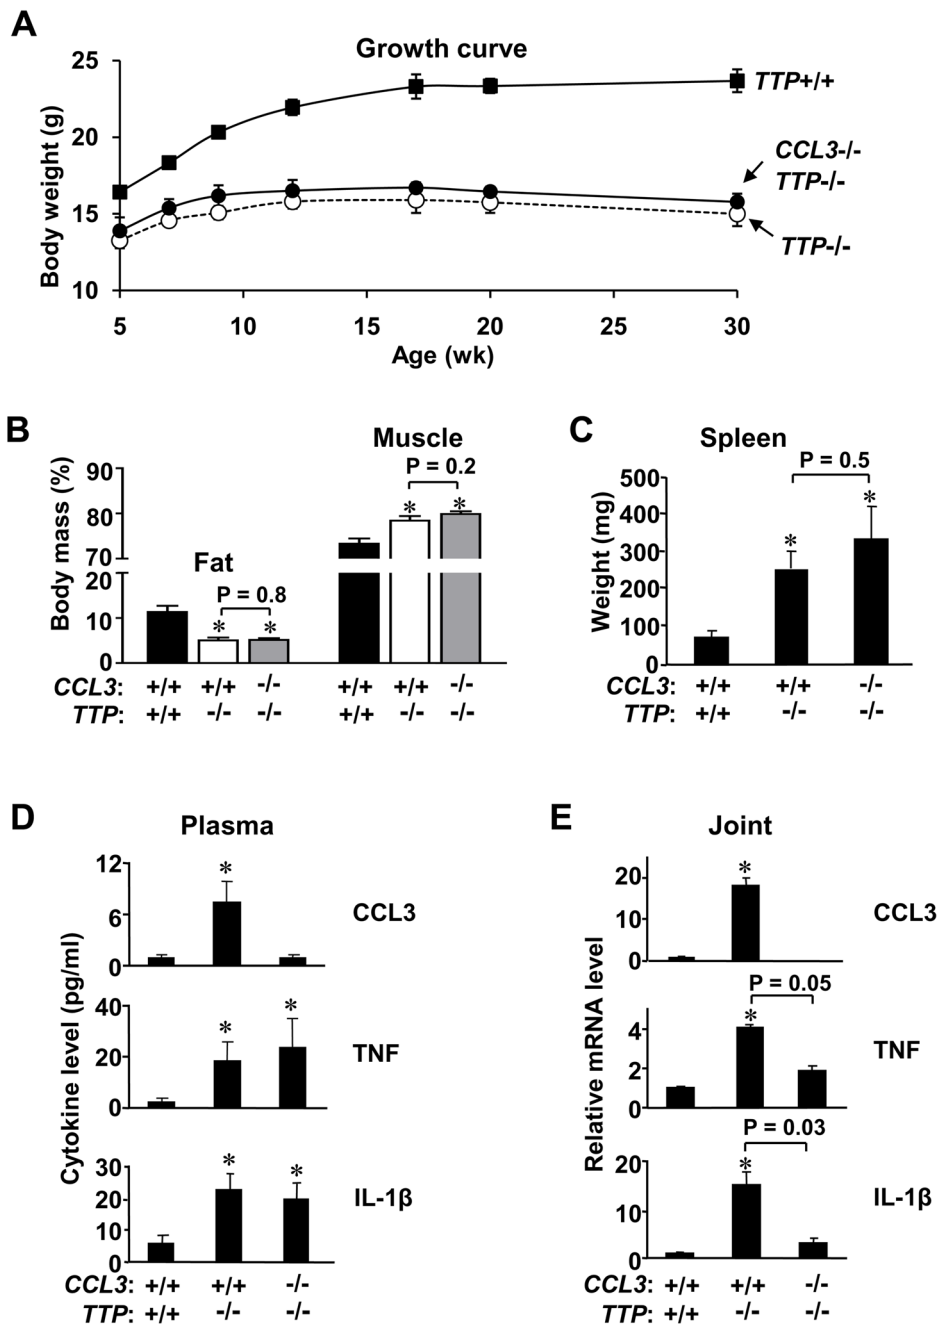 A
Growth curve
25
20
15
10
Body weight (g)
TTP+/+
CCL3-/-
TTP-/-
TTP-/-
5 10 15 20 25 30
Age (wk)
B
Muscle
P = 0.2
90
80
70
20
10
0
Body mass (%)
* *
Fat
P = 0.8
* *
CCL3: +/+ +/+ -/- +/+ +/+ -/-
TTP: +/+ -/- -/- +/+ -/- -/-
C
Spleen
P = 0.5
500
400
300
200
100
0
Weight (mg)
* *
CCL3: +/+ +/+ -/-
TTP: +/+ -/- -/-
D
Plasma
Cytokine level (pg/ml)
12
6
0
*
CCL3
40
20
0
* *
TNF
30
20
10
0
* *
IL-1β
CCL3: +/+ +/+ -/-
TTP: +/+ -/- -/-
E
Joint
Relative mRNA level
20
10
0
*
CCL3
P = 0.05
4
2
0
*
TNF
P = 0.03
20
10
0
*
IL-1β
CCL3: +/+ +/+ -/-
TTP: +/+ -/- -/-